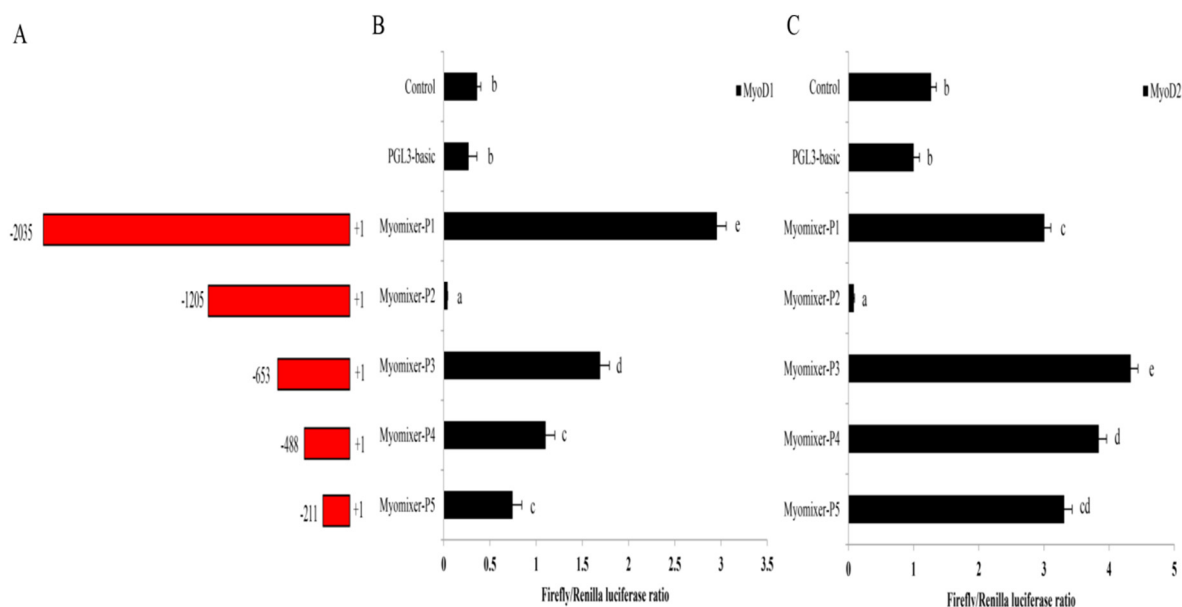 A
B
C
Control
b
MyoD1
PGL3-basic
b
-2035
+1
Myomixer-P1
e
-1205
+1
Myomixer-P2
a
-653
+1
Myomixer-P3
d
-488
+1
Myomixer-P4
c
-211
+1
Myomixer-P5
c
0 0.5 1 1.5 2 2.5 3 3.5
Firefly/Renilla luciferase ratio
Control
b
MyoD2
PGL3-basic
b
Myomixer-P1
c
Myomixer-P2
a
Myomixer-P3
e
Myomixer-P4
d
Myomixer-P5
cd
0 1 2 3 4 5
Firefly/Renilla luciferase ratio